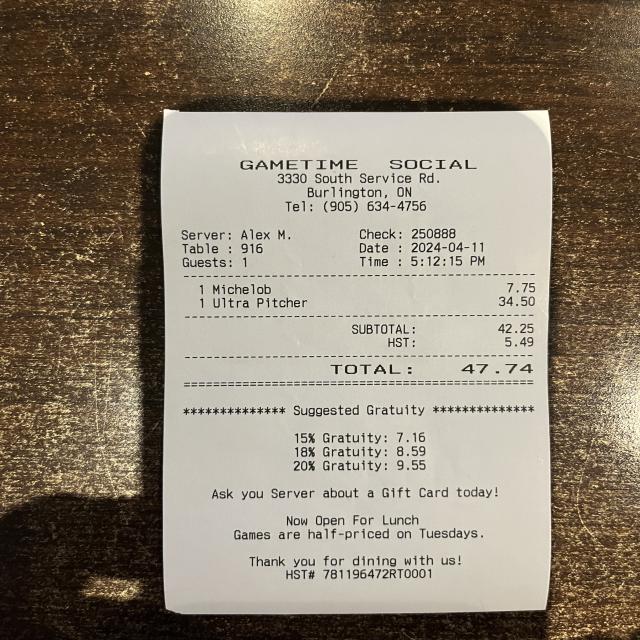 GAMETIME SOCIAL
3330 South Service Rd.
Burlington, ON
Tel: (905) 634-4756
Server: Alex M. Check: 250888
Table : 916 Date : 2024-04-11
Guests: 1 Time : 5:12:15 PM
1 Michelob 7.75
1 Ultra Pitcher 34.50
SUBTOTAL: 42.25
HST: 5.49
TOTAL: 47.74
************** Suggested Gratuity **************
15% Gratuity: 7.16
18% Gratuity: 8.59
20% Gratuity: 9.55
Ask you Server about a Gift Card today!
Now Open For Lunch
Games are half-priced on Tuesdays.
Thank you for dining with us!
HST# 781196472RT0001